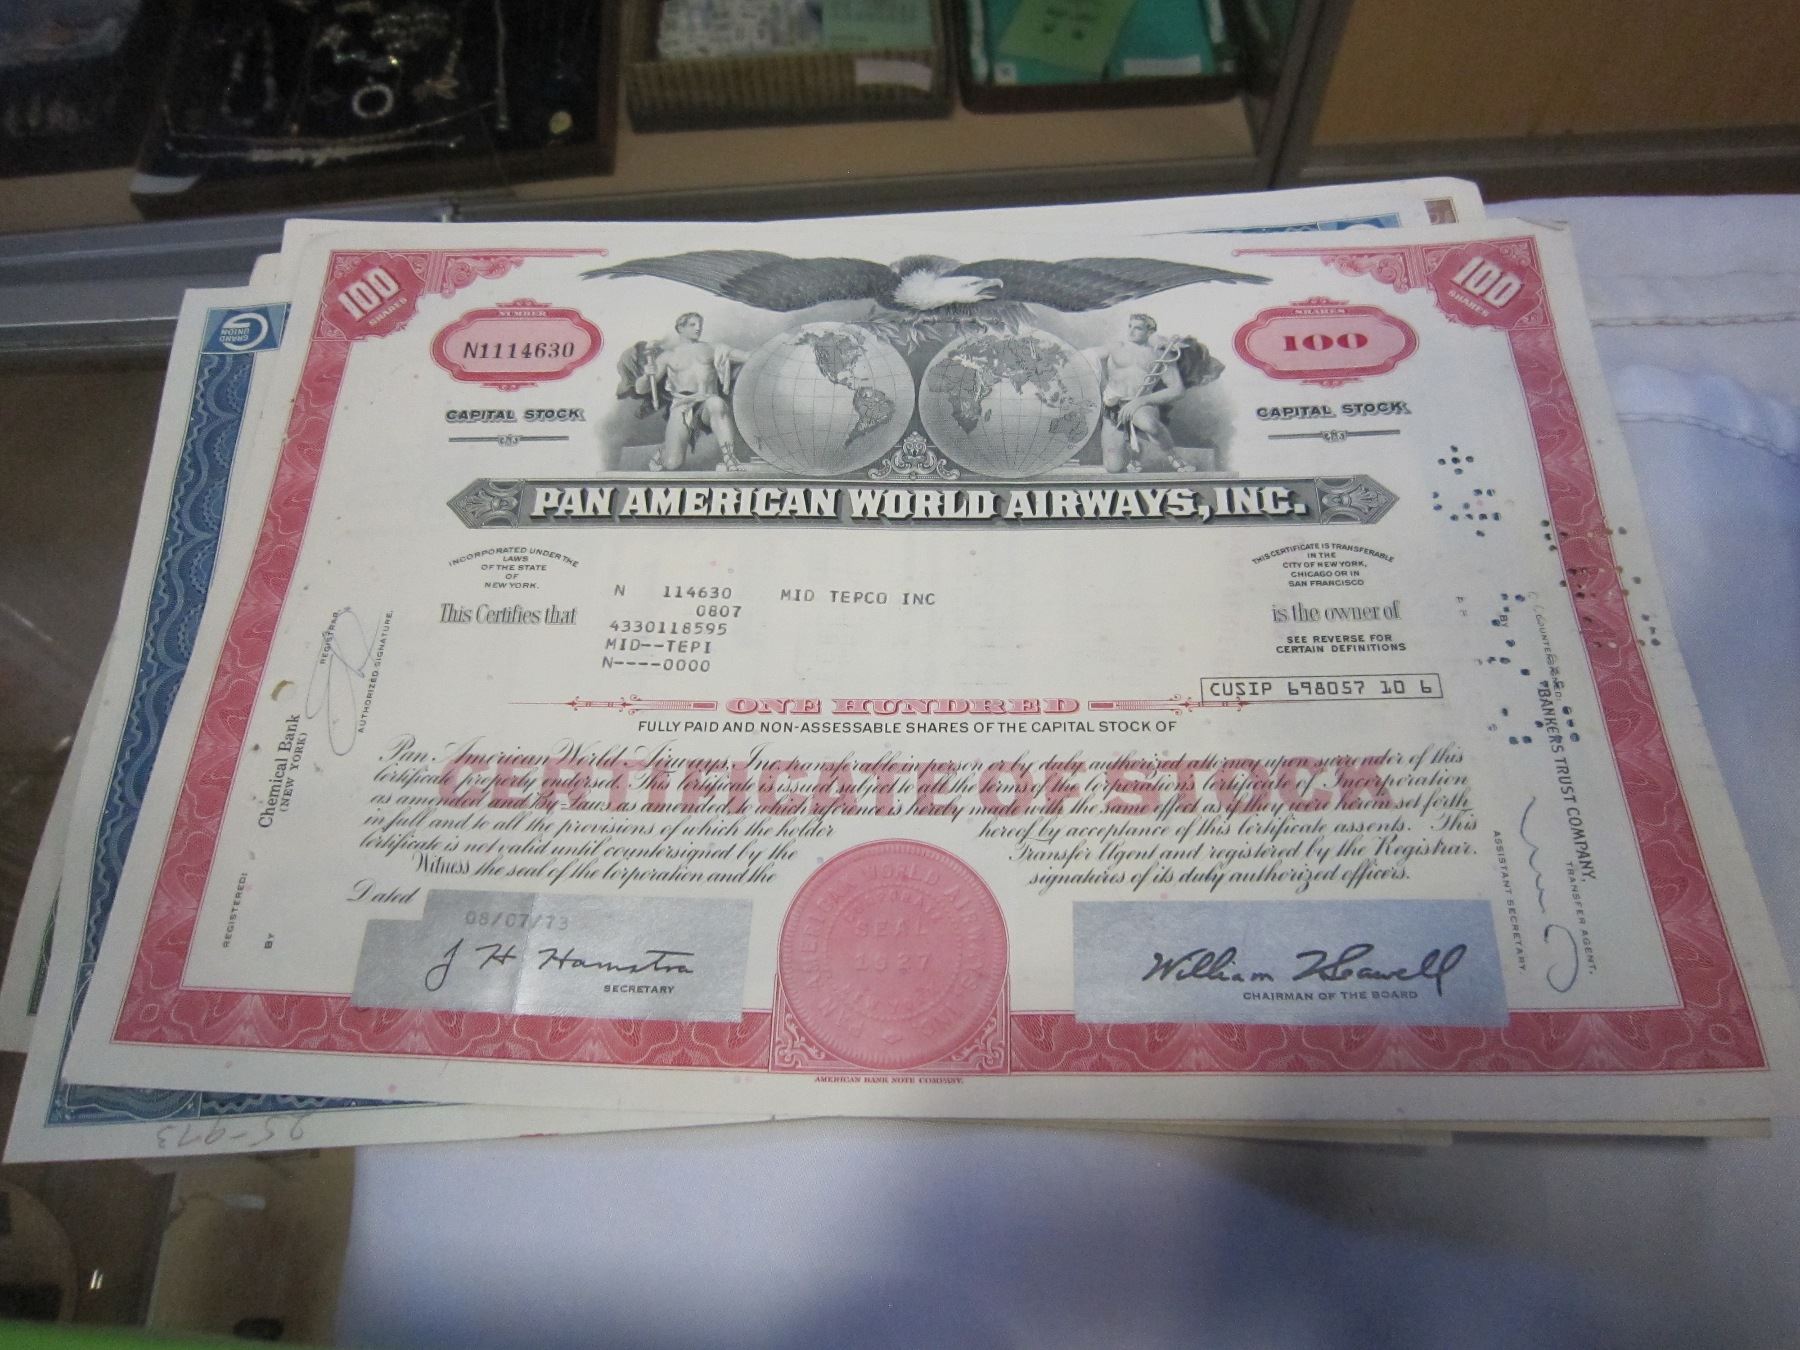 GRAND
UNION
100
SHARES
100
SHARES
NUMBER
N1114630
CAPITAL STOCK
SHARES
100
CAPITAL STOCK
PAN AMERICAN WORLD AIRWAYS, INC.
INCORPORATED UNDER THE
LAWS
OF THE STATE
OF
NEW YORK.
THIS CERTIFICATE IS TRANSFERABLE
IN THE
CITY OF NEW YORK,
CHICAGO OR IN
SAN FRANCISCO
This Certifies that
N 114630 MID TEPCO INC
0807
4330118595
MID--TEPI
N----0000
is the owner of
SEE REVERSE FOR
CERTAIN DEFINITIONS
CUSIP 698057 10 6
ONE HUNDRED
FULLY PAID AND NON-ASSESSABLE SHARES OF THE CAPITAL STOCK OF
Pan American World Airways, Inc. transferable in person or by duly authorized attorney upon surrender of this
certificate properly endorsed. This certificate is issued subject to all the terms of the Corporation's Certificate of Incorporation
as amended and By-Laws as amended, to which reference is hereby made with the same effect as if they were herein set forth
in full and to all the provisions of which the holder hereof by acceptance of this certificate assents. This
certificate is not valid until countersigned by the Transfer Agent and registered by the Registrar.
Witness the seal of the Corporation and the signatures of its duly authorized officers.
Dated
08/07/73
J H Hamstra
SECRETARY
SEAL
1927
William T Seawell
CHAIRMAN OF THE BOARD
AMERICAN BANK NOTE COMPANY.
REGISTERED:
BY
Chemical Bank
(NEW YORK)
REGISTRAR
AUTHORIZED SIGNATURE.
BANKERS TRUST COMPANY,
TRANSFER AGENT.
BY
ASSISTANT SECRETARY.